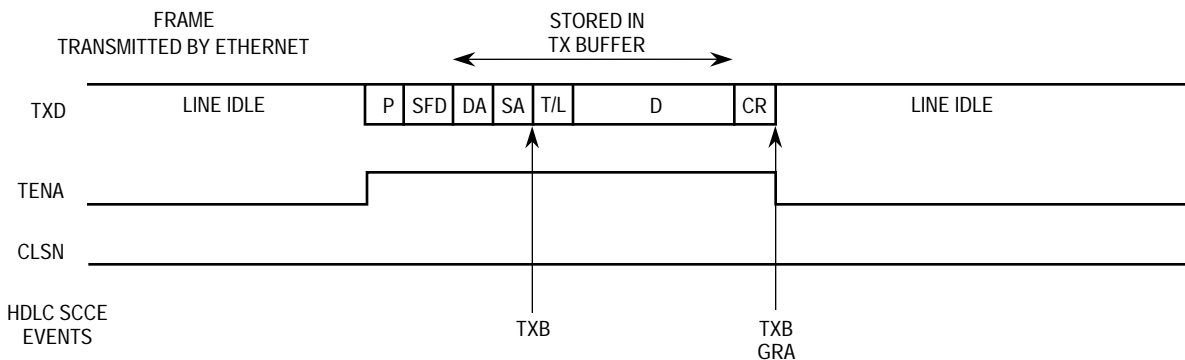 FRAME
TRANSMITTED BY ETHERNET
STORED IN
TX BUFFER
TXD
LINE IDLE
P
SFD
DA
SA
T/L
D
CR
LINE IDLE
TENA
CLSN
HDLC SCCE
EVENTS
TXB
TXB
GRA